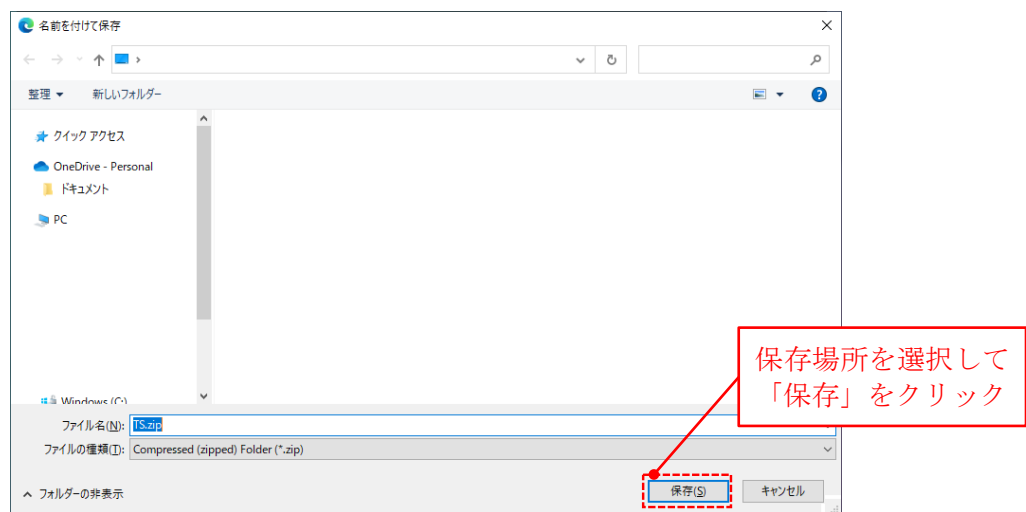 名前を付けて保存
整理
新しいフォルダー
クイック アクセス
OneDrive - Personal
ドキュメント
PC
Windows (C:)
保存場所を選択して
「保存」をクリック
ファイル名(N): TS.zip
ファイルの種類(T): Compressed (zipped) Folder (*.zip)
フォルダーの非表示
保存(S)
キャンセル